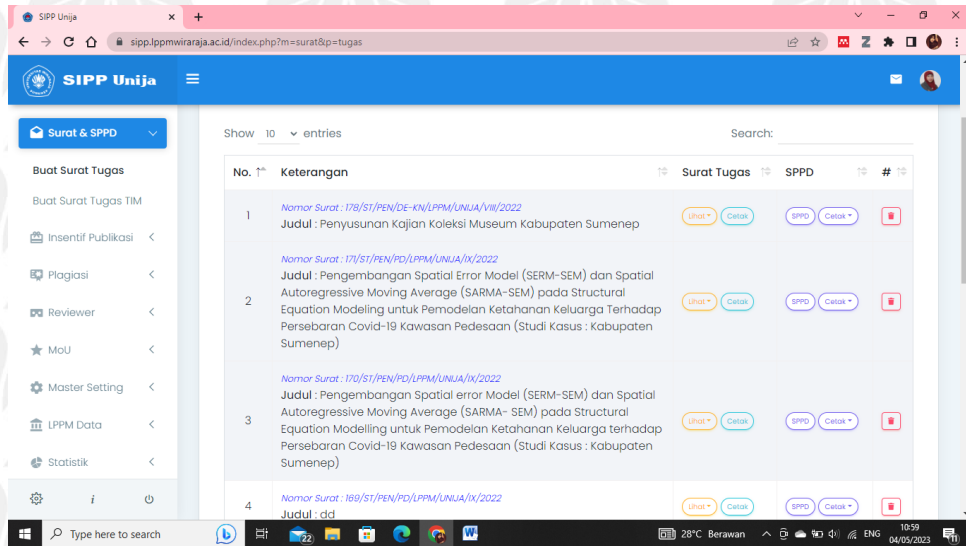 SIPP Unija
sipp.lppmwiraraja.ac.id/index.php?m=surat&p=tugas
SIPP Unija
Surat & SPPD
Buat Surat Tugas
Buat Surat Tugas TIM
Insentif Publikasi
Plagiasi
Reviewer
MoU
Master Setting
LPPM Data
Statistik
i
Show 10 entries
Search:
No. Keterangan Surat Tugas SPPD #
1
Nomor Surat : 178/ST/PEN/DE-KN/LPPM/UNIJA/VIII/2022
Judul : Penyusunan Kajian Koleksi Museum Kabupaten Sumenep
Lihat Cetak SPPD Cetak
2
Nomor Surat : 171/ST/PEN/PD/LPPM/UNIJA/IX/2022
Judul : Pengembangan Spatial Error Model (SERM-SEM) dan Spatial
Autoregressive Moving Average (SARMA-SEM) pada Structural
Equation Modeling untuk Pemodelan Ketahanan Keluarga Terhadap
Persebaran Covid-19 Kawasan Pedesaan (Studi Kasus : Kabupaten
Sumenep)
Lihat Cetak SPPD Cetak
3
Nomor Surat : 170/ST/PEN/PD/LPPM/UNIJA/IX/2022
Judul : Pengembangan Spatial error Model (SERM-SEM) dan Spatial
Autoregressive Moving Average (SARMA- SEM) pada Structural
Equation Modelling untuk Pemodelan Ketahanan Keluarga terhadap
Persebaran Covid-19 Kawasan Pedesaan (Studi Kasus : Kabupaten
Sumenep)
Lihat Cetak SPPD Cetak
4
Nomor Surat : 169/ST/PEN/PD/LPPM/UNIJA/IX/2022
Judul : dd
Lihat Cetak SPPD Cetak
Type here to search
22
28°C Berawan
ENG
10:59
04/05/2023